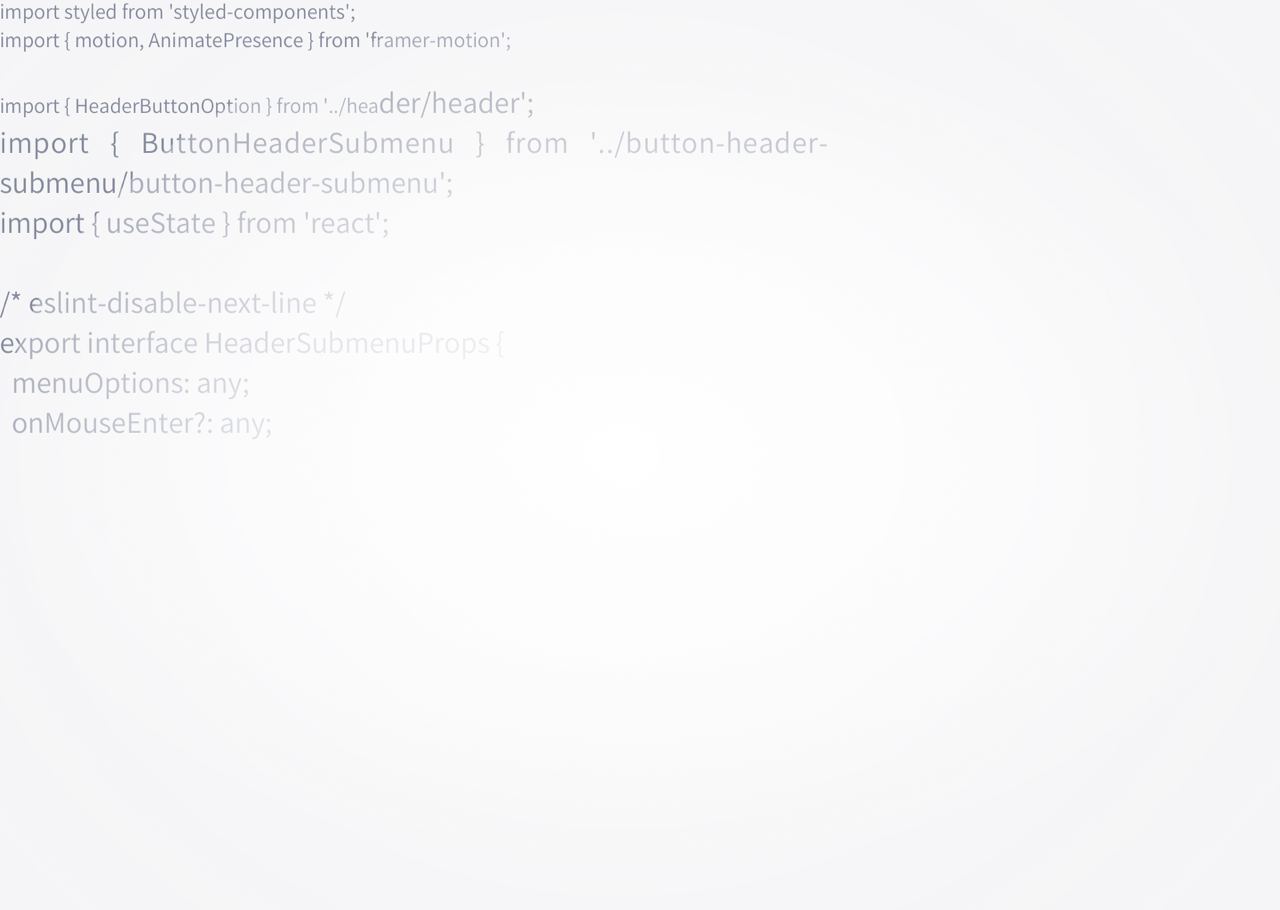 import styled from 'styled-components';
import { motion, AnimatePresence } from 'framer-motion';
import { HeaderButtonOption } from '../header/header';
import { ButtonHeaderSubmenu } from '../button-header-
submenu/button-header-submenu';
import { useState } from 'react';
/* eslint-disable-next-line */
export interface HeaderSubmenuProps {
  menuOptions: any;
  onMouseEnter?: any;